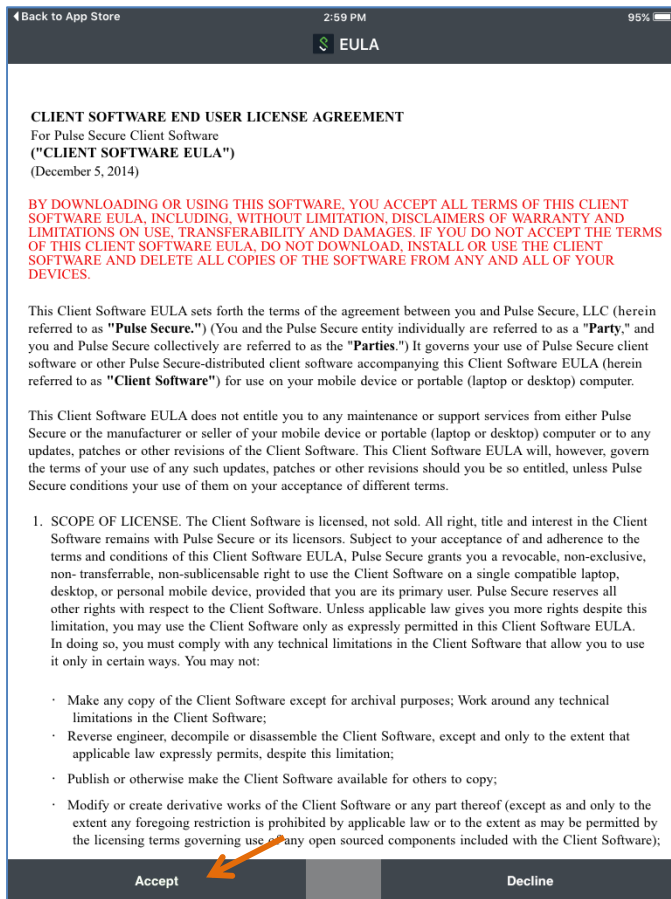 Back to App Store 2:59 PM 95%
EULA
CLIENT SOFTWARE END USER LICENSE AGREEMENT
For Pulse Secure Client Software
("CLIENT SOFTWARE EULA")
(December 5, 2014)
BY DOWNLOADING OR USING THIS SOFTWARE, YOU ACCEPT ALL TERMS OF THIS CLIENT
SOFTWARE EULA, INCLUDING, WITHOUT LIMITATION, DISCLAIMERS OF WARRANTY AND
LIMITATIONS ON USE, TRANSFERABILITY AND DAMAGES. IF YOU DO NOT ACCEPT THE TERMS
OF THIS CLIENT SOFTWARE EULA, DO NOT DOWNLOAD, INSTALL OR USE THE CLIENT
SOFTWARE AND DELETE ALL COPIES OF THE SOFTWARE FROM ANY AND ALL OF YOUR
DEVICES.
This Client Software EULA sets forth the terms of the agreement between you and Pulse Secure, LLC (herein
referred to as "Pulse Secure.") (You and the Pulse Secure entity individually are referred to as a "Party," and
you and Pulse Secure collectively are referred to as the "Parties.") It governs your use of Pulse Secure client
software or other Pulse Secure-distributed client software accompanying this Client Software EULA (herein
referred to as "Client Software") for use on your mobile device or portable (laptop or desktop) computer.
This Client Software EULA does not entitle you to any maintenance or support services from either Pulse
Secure or the manufacturer or seller of your mobile device or portable (laptop or desktop) computer or to any
updates, patches or other revisions of the Client Software. This Client Software EULA will, however, govern
the terms of your use of any such updates, patches or other revisions should you be so entitled, unless Pulse
Secure conditions your use of them on your acceptance of different terms.
1. SCOPE OF LICENSE. The Client Software is licensed, not sold. All right, title and interest in the Client
Software remains with Pulse Secure or its licensors. Subject to your acceptance of and adherence to the
terms and conditions of this Client Software EULA, Pulse Secure grants you a revocable, non-exclusive,
non- transferrable, non-sublicensable right to use the Client Software on a single compatible laptop,
desktop, or personal mobile device, provided that you are its primary user. Pulse Secure reserves all
other rights with respect to the Client Software. Unless applicable law gives you more rights despite this
limitation, you may use the Client Software only as expressly permitted in this Client Software EULA.
In doing so, you must comply with any technical limitations in the Client Software that allow you to use
it only in certain ways. You may not:
· Make any copy of the Client Software except for archival purposes; Work around any technical
limitations in the Client Software;
· Reverse engineer, decompile or disassemble the Client Software, except and only to the extent that
applicable law expressly permits, despite this limitation;
· Publish or otherwise make the Client Software available for others to copy;
· Modify or create derivative works of the Client Software or any part thereof (except as and only to the
extent any foregoing restriction is prohibited by applicable law or to the extent as may be permitted by
the licensing terms governing use of any open sourced components included with the Client Software);
Accept Decline